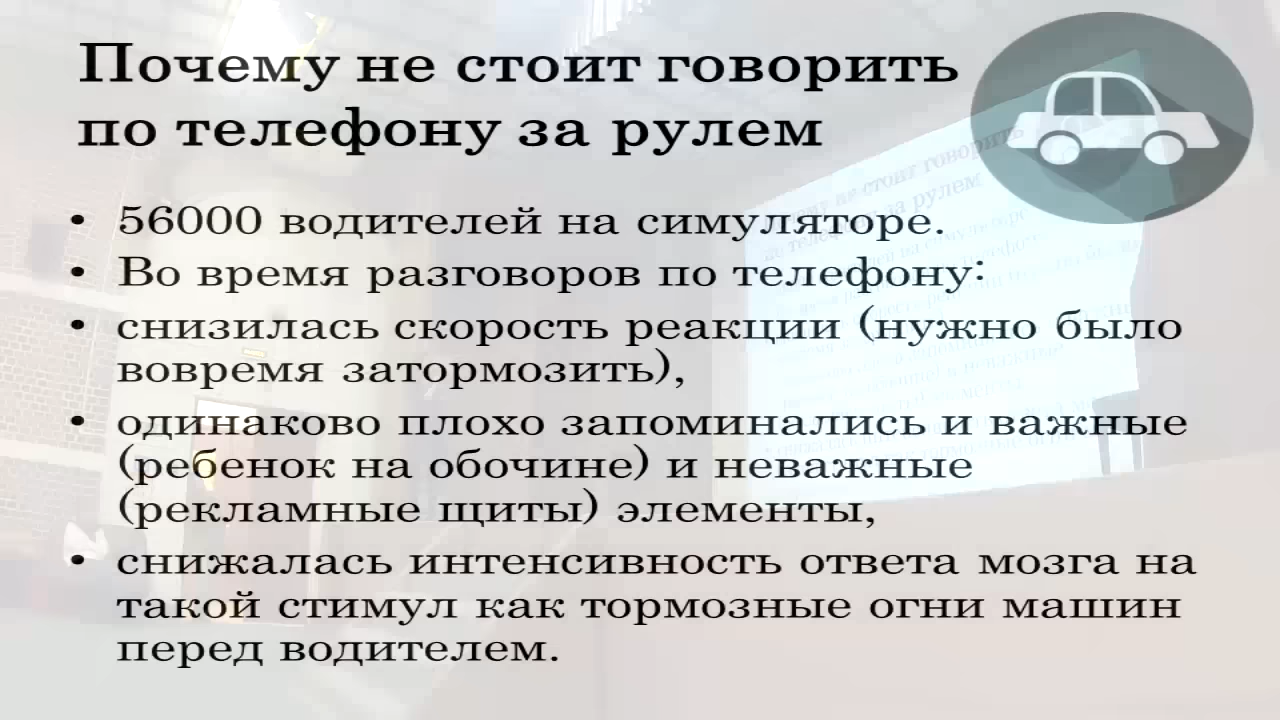 Почему не стоит говорить
по телефону за рулем
• 56000 водителей на симуляторе.
• Во время разговоров по телефону:
• снизилась скорость реакции (нужно было
вовремя затормозить),
• одинаково плохо запоминались и важные
(ребенок на обочине) и неважные
(рекламные щиты) элементы,
• снижалась интенсивность ответа мозга на
такой стимул как тормозные огни машин
перед водителем.